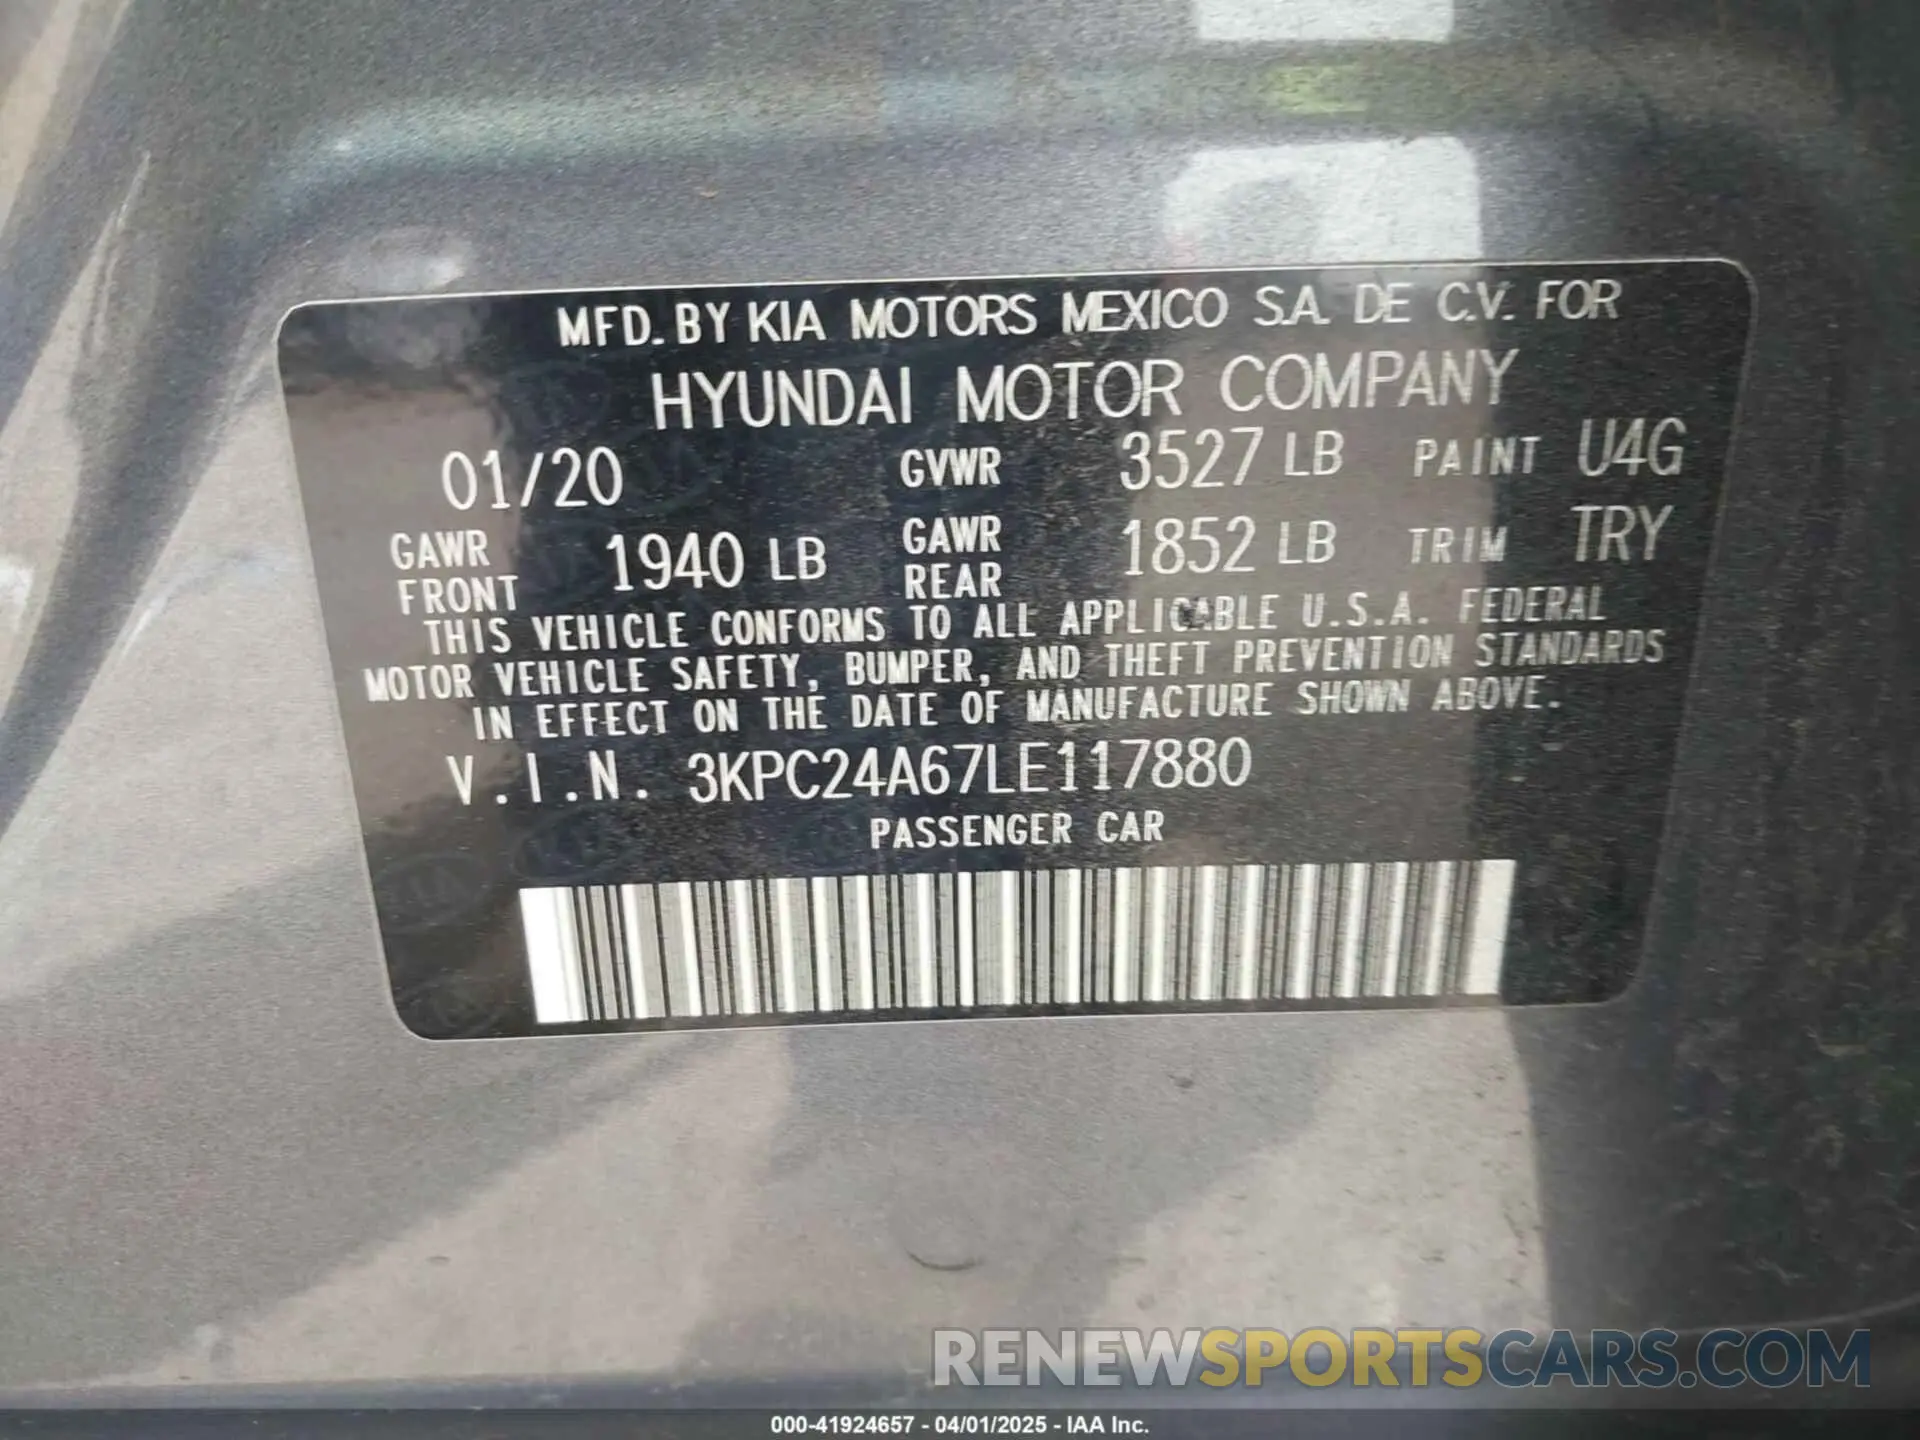 MFD. BY KIA MOTORS MEXICO S.A. DE C.V. FOR
HYUNDAI MOTOR COMPANY
01/20 GVWR 3527 LB PAINT U4G
GAWR FRONT 1940 LB GAWR REAR 1852 LB TRIM TRY
THIS VEHICLE CONFORMS TO ALL APPLICABLE U.S.A. FEDERAL
MOTOR VEHICLE SAFETY, BUMPER, AND THEFT PREVENTION STANDARDS
IN EFFECT ON THE DATE OF MANUFACTURE SHOWN ABOVE.
V.I.N. 3KPC24A67LE117880
PASSENGER CAR
RENEWSPORTSCARS.COM
000-41924657 - 04/01/2025 - IAA Inc.